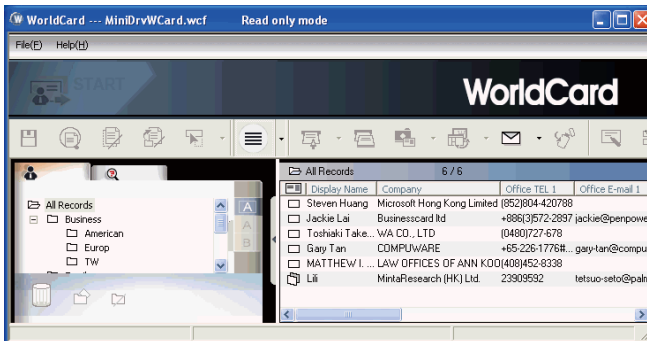 WorldCard --- MiniDrvWCard.wcf Read only mode
File(F) Help(H)
START
WorldCard
All Records 6 / 6
Display Name Company Office TEL 1 Office E-mail 1
All Records
Business
American
Europ
TW
A
A
B
Steven Huang Microsoft Hong Kong Limited (852)804-420788
Jackie Lai Businesscard ltd +886(3)572-2897 jackie@penpowe
Toshiaki Take... WA CO., LTD (0480)727-678
Gary Tan COMPUWARE +65-226-1776#... gary-tan@compu
MATTHEW I. ... LAW OFFICES OF ANN KOO (408)452-8338
Lili MintaResearch (HK) Ltd. 23909592 tetsuo-seto@palm